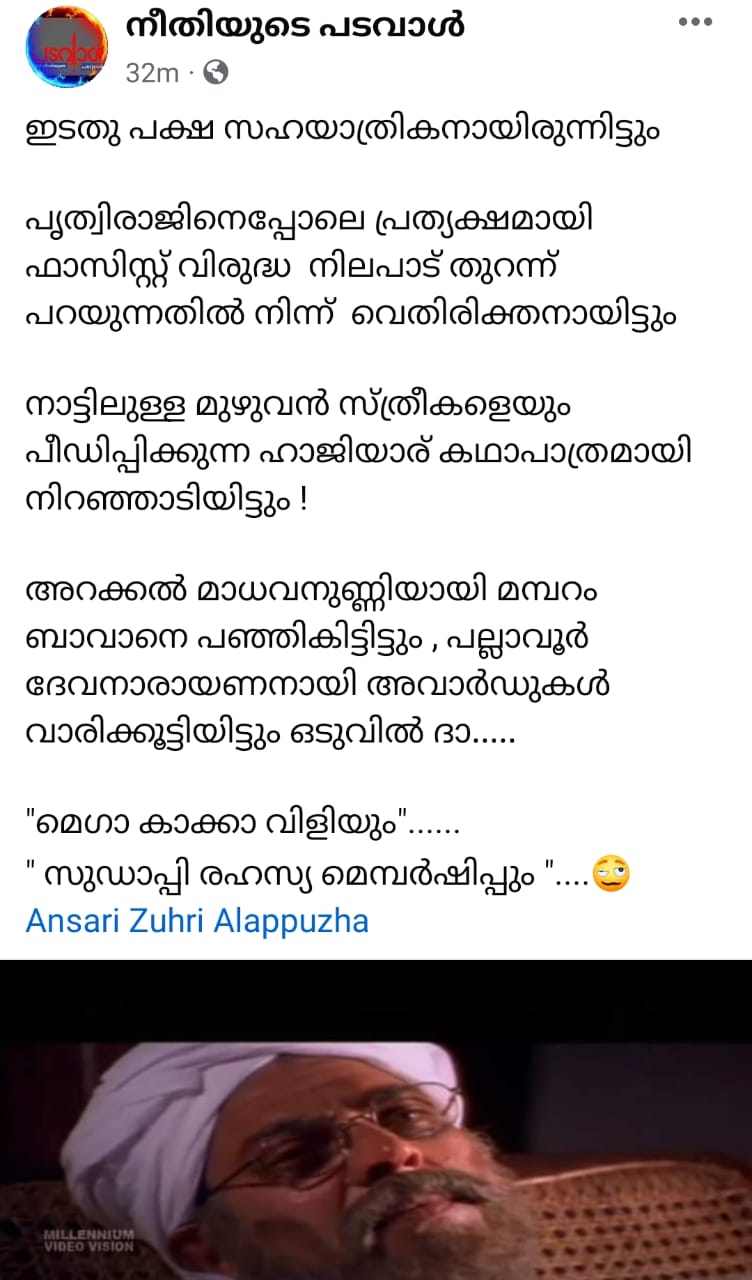 നീതിയുടെ പടവാൾ
32m ·
ഇടതു പക്ഷ സഹയാത്രികനായിരുന്നിട്ടും
പൃത്വിരാജിനെപ്പോലെ പ്രത്യക്ഷമായി
ഫാസിസ്റ്റ് വിരുദ്ധ നിലപാട് തുറന്ന്
പറയുന്നതിൽ നിന്ന് വെതിരിക്തനായിട്ടും
നാട്ടിലുള്ള മുഴുവൻ സ്ത്രീകളെയും
പീഡിപ്പിക്കുന്ന ഹാജിയാര് കഥാപാത്രമായി
നിറഞ്ഞാടിയിട്ടും !
അറക്കൽ മാധവനുണ്ണിയായി മമ്പറം
ബാവാനെ പഞ്ഞികിട്ടിട്ടും , പല്ലാവൂർ
ദേവനാരായണനായി അവാർഡുകൾ
വാരിക്കൂട്ടിയിട്ടും ഒടുവിൽ ദാ.....
"മെഗാ കാക്കാ വിളിയും"......
" സുഡാപ്പി രഹസ്യ മെമ്പർഷിപ്പും "....🥴
Ansari Zuhri Alappuzha
MILLENNIUM
VIDEO VISION